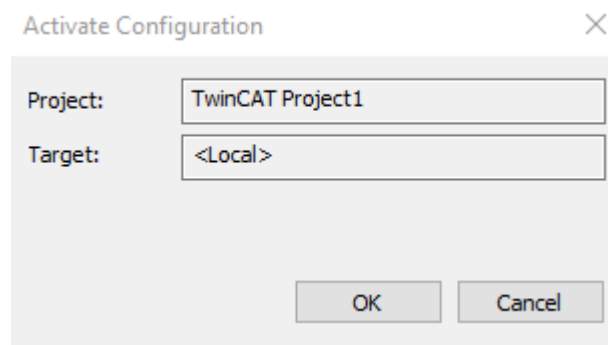 Activate Configuration
Project: TwinCAT Project1
Target: <Local>
OK Cancel